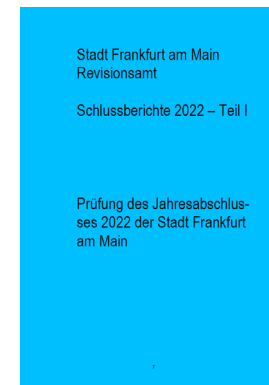 Stadt Frankfurt am Main
Revisionsamt
Schlussberichte 2022 – Teil I
Prüfung des Jahresabschlus-
ses 2022 der Stadt Frankfurt
am Main